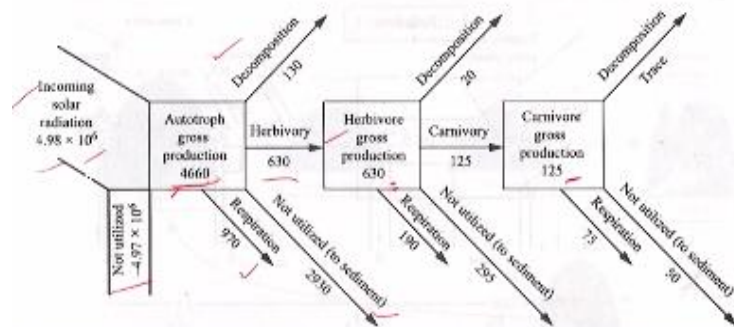 Incoming
solar
radiation
4.98 × 10⁶
Not utilized
–4.97 × 10⁶
Autotroph
gross
production
4660
Decomposition
130
Herbivory
630
Respiration
970
Not utilized (to sediment)
2930
Herbivore
gross
production
630
Decomposition
20
Carnivory
125
Respiration
190
Not utilized (to sediment)
295
Carnivore
gross
production
125
Decomposition
Trace
Respiration
75
Not utilized (to sediment)
50